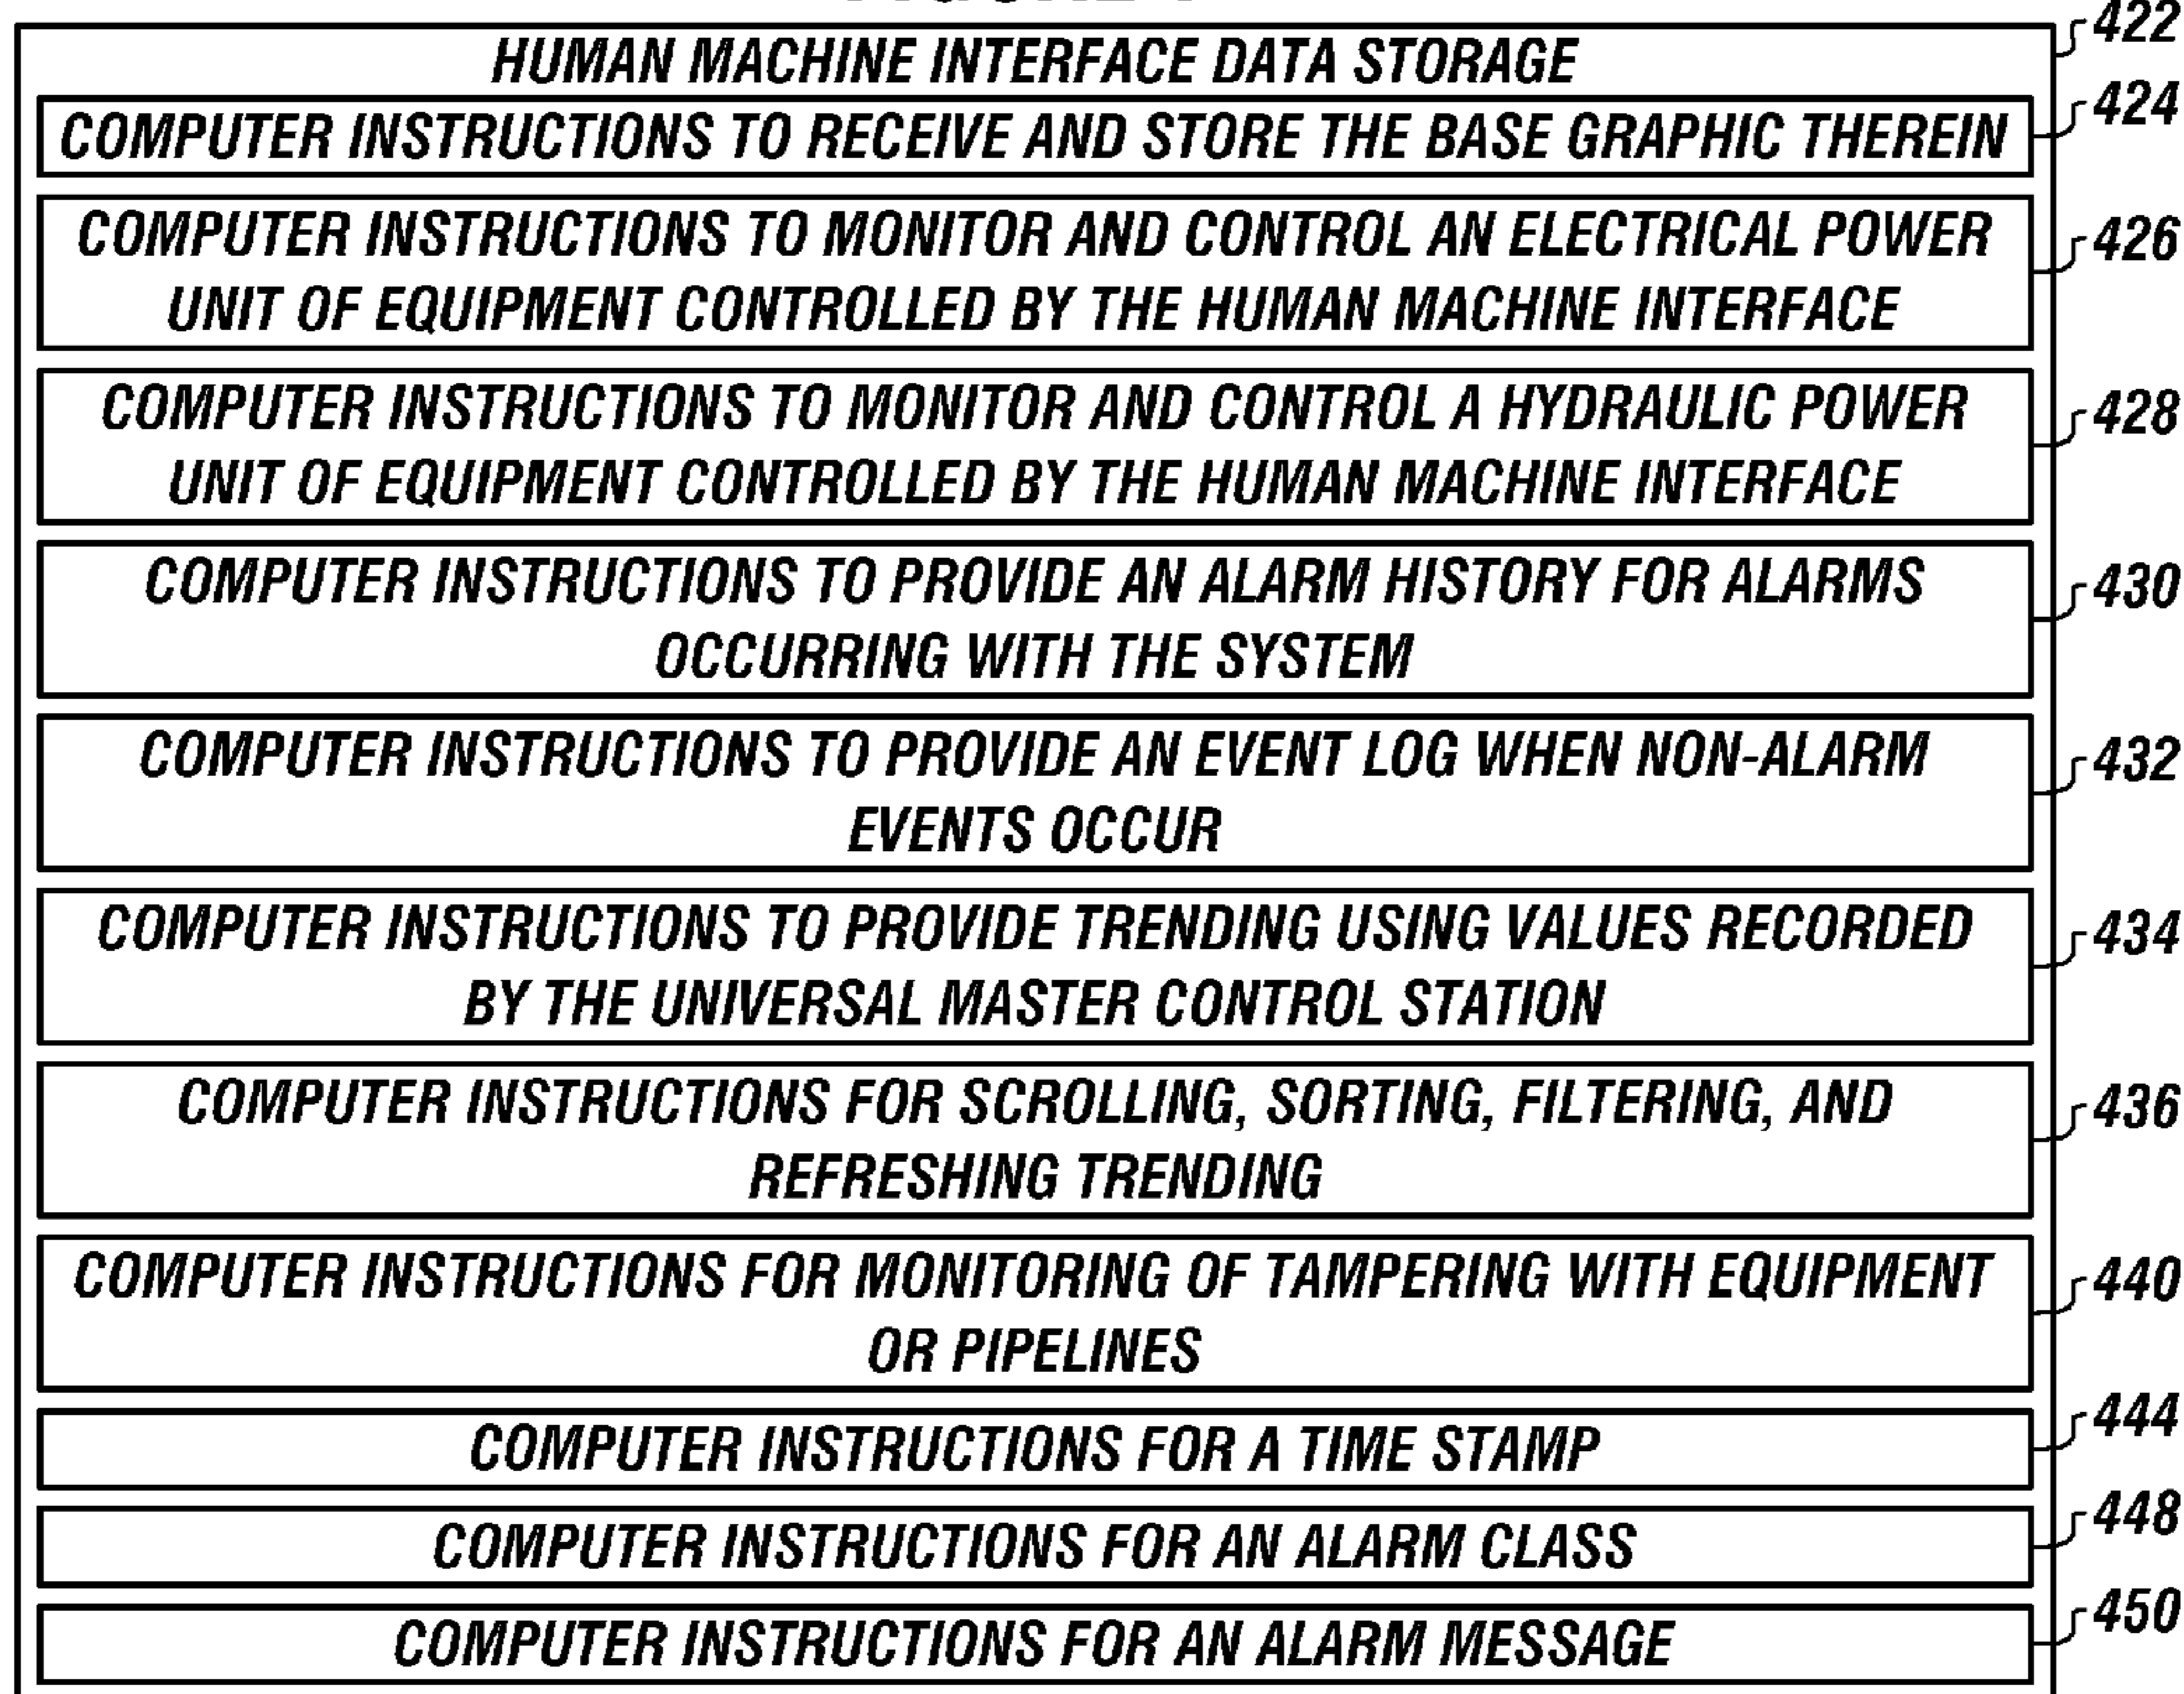 422
HUMAN MACHINE INTERFACE DATA STORAGE
424
COMPUTER INSTRUCTIONS TO RECEIVE AND STORE THE BASE GRAPHIC THEREIN
COMPUTER INSTRUCTIONS TO MONITOR AND CONTROL AN ELECTRICAL POWER
426
UNIT OF EQUIPMENT CONTROLLED BY THE HUMAN MACHINE INTERFACE
COMPUTER INSTRUCTIONS TO MONITOR AND CONTROL A HYDRAULIC POWER
428
UNIT OF EQUIPMENT CONTROLLED BY THE HUMAN MACHINE INTERFACE
COMPUTER INSTRUCTIONS TO PROVIDE AN ALARM HISTORY FOR ALARMS
430
OCCURRING WITH THE SYSTEM
COMPUTER INSTRUCTIONS TO PROVIDE AN EVENT LOG WHEN NON-ALARM
432
EVENTS OCCUR
COMPUTER INSTRUCTIONS TO PROVIDE TRENDING USING VALUES RECORDED
434
BY THE UNIVERSAL MASTER CONTROL STATION
COMPUTER INSTRUCTIONS FOR SCROLLING, SORTING, FILTERING, AND
436
REFRESHING TRENDING
COMPUTER INSTRUCTIONS FOR MONITORING OF TAMPERING WITH EQUIPMENT
440
OR PIPELINES
444
COMPUTER INSTRUCTIONS FOR A TIME STAMP
448
COMPUTER INSTRUCTIONS FOR AN ALARM CLASS
450
COMPUTER INSTRUCTIONS FOR AN ALARM MESSAGE